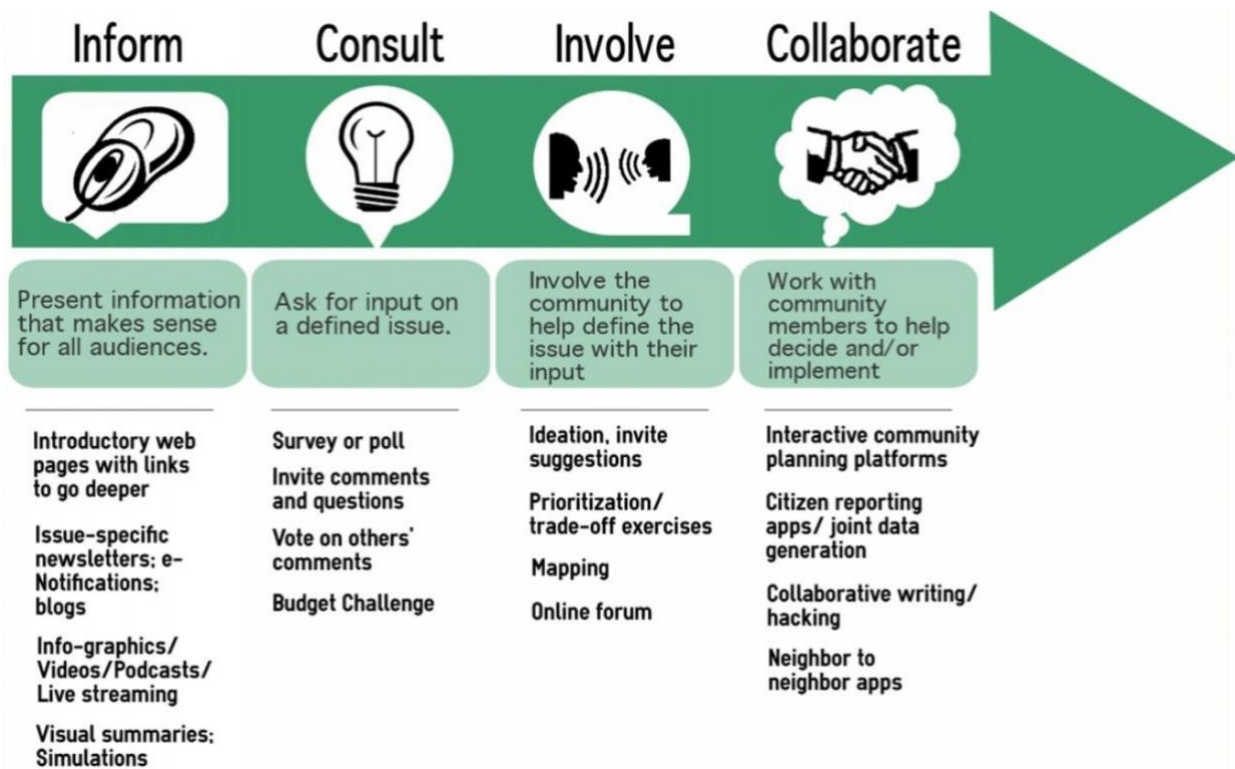 Inform
Consult
Involve
Collaborate
Present information
that makes sense
for all audiences.
Ask for input on
a defined issue.
Involve the
community to
help define the
issue with their
input
Work with
community
members to help
decide and/or
implement
Introductory web
pages with links
to go deeper
Issue-specific
newsletters; e-
Notifications;
blogs
Info-graphics/
Videos/Podcasts/
Live streaming
Visual summaries;
Simulations
Survey or poll
Invite comments
and questions
Vote on others'
comments
Budget Challenge
Ideation, invite
suggestions
Prioritization/
trade-off exercises
Mapping
Online forum
Interactive community
planning platforms
Citizen reporting
apps/ joint data
generation
Collaborative writing/
hacking
Neighbor to
neighbor apps